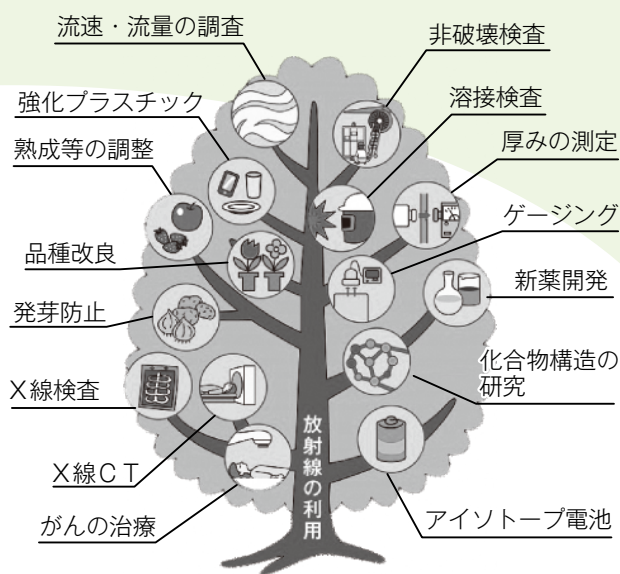 流速・流量の調査
強化プラスチック
熟成等の調整
品種改良
発芽防止
X線検査
X線CT
がんの治療
放射線の利用
非破壊検査
溶接検査
厚みの測定
ゲージング
新薬開発
化合物構造の
研究
アイソトープ電池